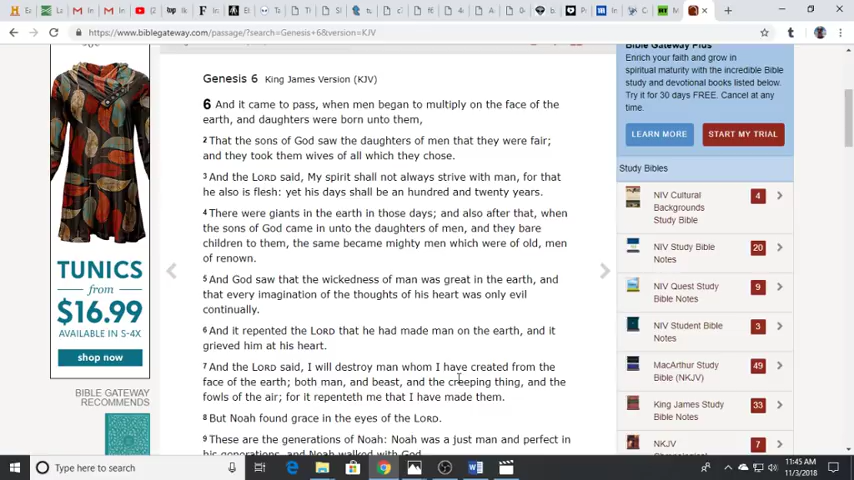 https://www.biblegateway.com/passage/?search=Genesis+6&version=KJV
Genesis 6 King James Version (KJV)
6 And it came to pass, when men began to multiply on the face of the
earth, and daughters were born unto them,
2 That the sons of God saw the daughters of men that they were fair;
and they took them wives of all which they chose.
3 And the LORD said, My spirit shall not always strive with man, for that
he also is flesh: yet his days shall be an hundred and twenty years.
4 There were giants in the earth in those days; and also after that, when
the sons of God came in unto the daughters of men, and they bare
children to them, the same became mighty men which were of old, men
of renown.
5 And God saw that the wickedness of man was great in the earth, and
that every imagination of the thoughts of his heart was only evil
continually.
6 And it repented the LORD that he had made man on the earth, and it
grieved him at his heart.
7 And the LORD said, I will destroy man whom I have created from the
face of the earth; both man, and beast, and the creeping thing, and the
fowls of the air; for it repenteth me that I have made them.
8 But Noah found grace in the eyes of the LORD.
9 These are the generations of Noah: Noah was a just man and perfect in
his generations, and Noah walked with God.
TUNICS
from
$16.99
AVAILABLE IN S-4X
shop now
BIBLE GATEWAY
RECOMMENDS
Bible Gateway Plus
Enrich your faith and grow in
spiritual maturity with the incredible Bible
study and devotional books listed below.
Try it for 30 days FREE. Cancel at any
time.
LEARN MORE
START MY TRIAL
Study Bibles
NIV Cultural
Backgrounds
Study Bible
4
NIV Study Bible
Notes
20
NIV Quest Study
Bible Notes
9
NIV Student Bible
Notes
3
MacArthur Study
Bible (NKJV)
49
King James Study
Bible Notes
33
NKJV
7
Type here to search
11:45 AM
11/3/2018